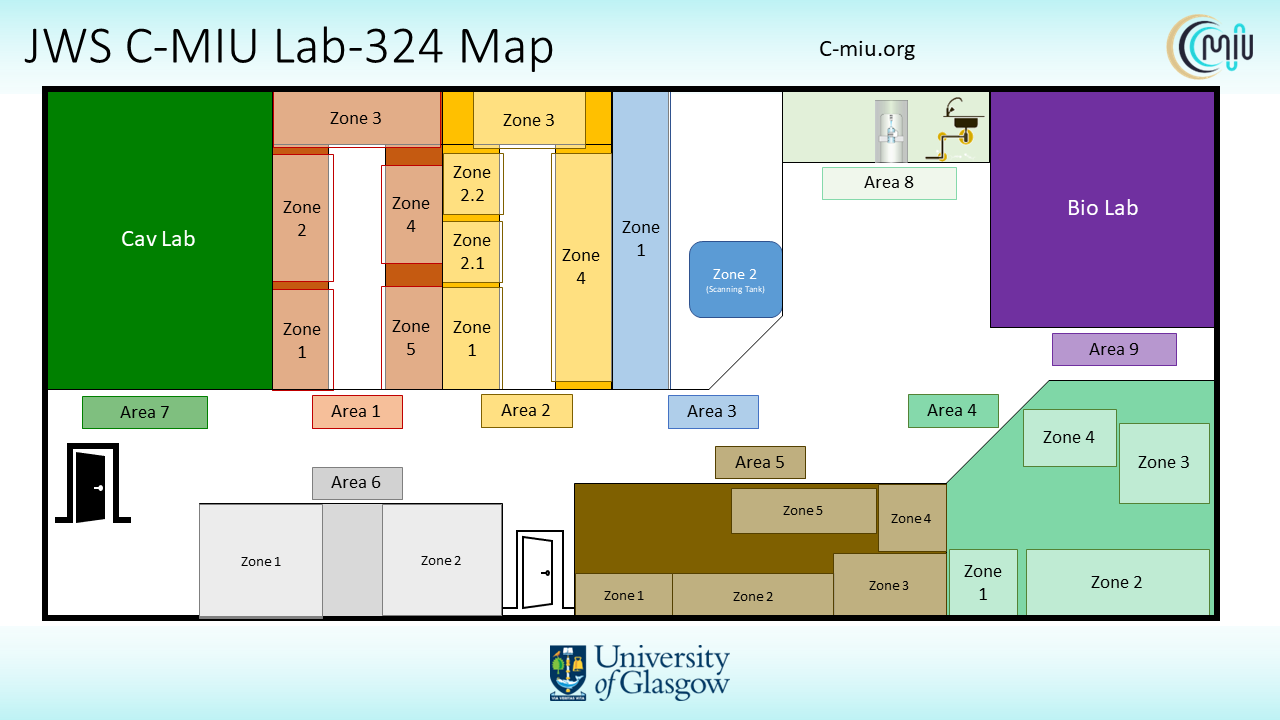 JWS C-MIU Lab-324 Map
C-miu.org
CMIU
Zone 3
Zone 3
Zone
2.2
Zone
2
Zone
4
Zone
2.1
Zone
4
Zone
1
Zone
5
Zone
1
Zone
1
Zone 2
(Scanning Tank)
Cav Lab
Bio Lab
Area 8
Area 9
Area 7
Area 1
Area 2
Area 3
Area 4
Area 5
Area 6
Zone 1
Zone 2
Zone 5
Zone 4
Zone 1
Zone 2
Zone 3
Zone 4
Zone 3
Zone
1
Zone 2
University
of Glasgow